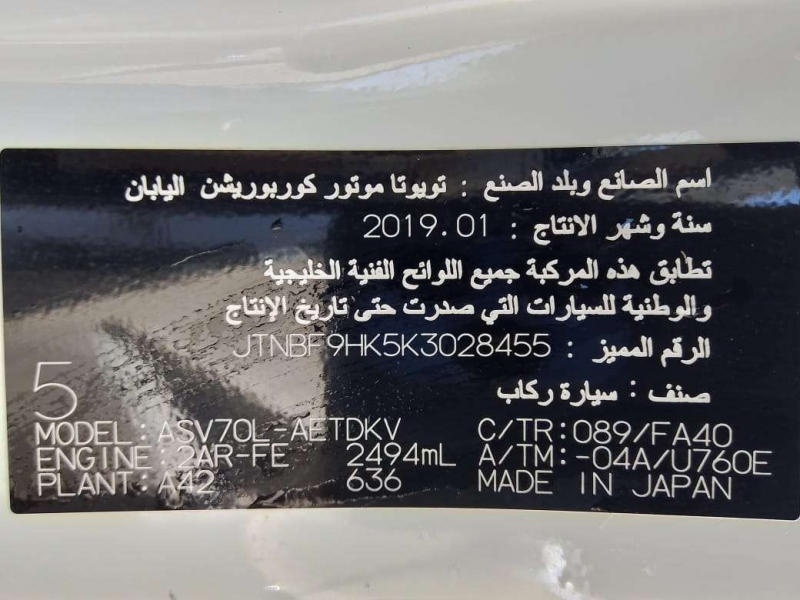 اسم الصانع وبلد الصنع : تويوتا موتور كوربوريشن اليابان
سنة وشهر الانتاج : 2019.01
تطابق هذه المركبة جميع اللوائح الفنية الخليجية
والوطنية للسيارات التي صدرت حتى تاريخ الإنتاج
الرقم المميز : JTNBF9HK5K3028455
صنف : سيارة ركاب
5
MODEL:ASV70L-AETDKV C/TR:089/FA40
ENGINE:2AR-FE 2494mL A/TM:-04A/U760E
PLANT:A42 636 MADE IN JAPAN